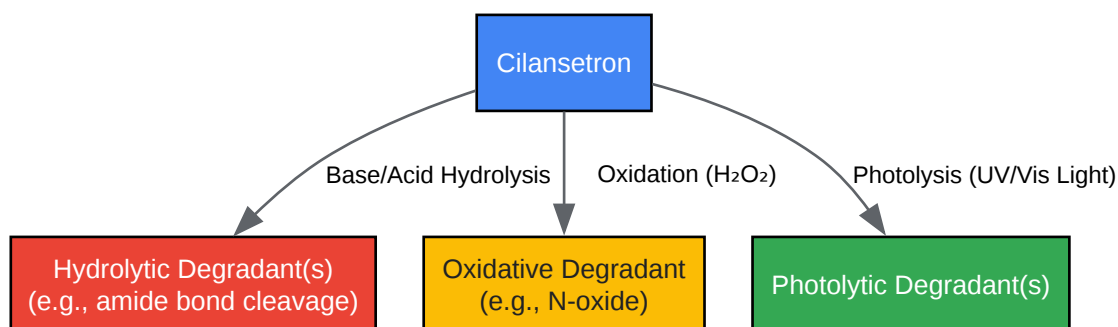 Cilansetron
Base/Acid Hydrolysis
Oxidation (H₂O₂)
Photolysis (UV/Vis Light)
Hydrolytic Degradant(s)
(e.g., amide bond cleavage)
Oxidative Degradant
(e.g., N-oxide)
Photolytic Degradant(s)